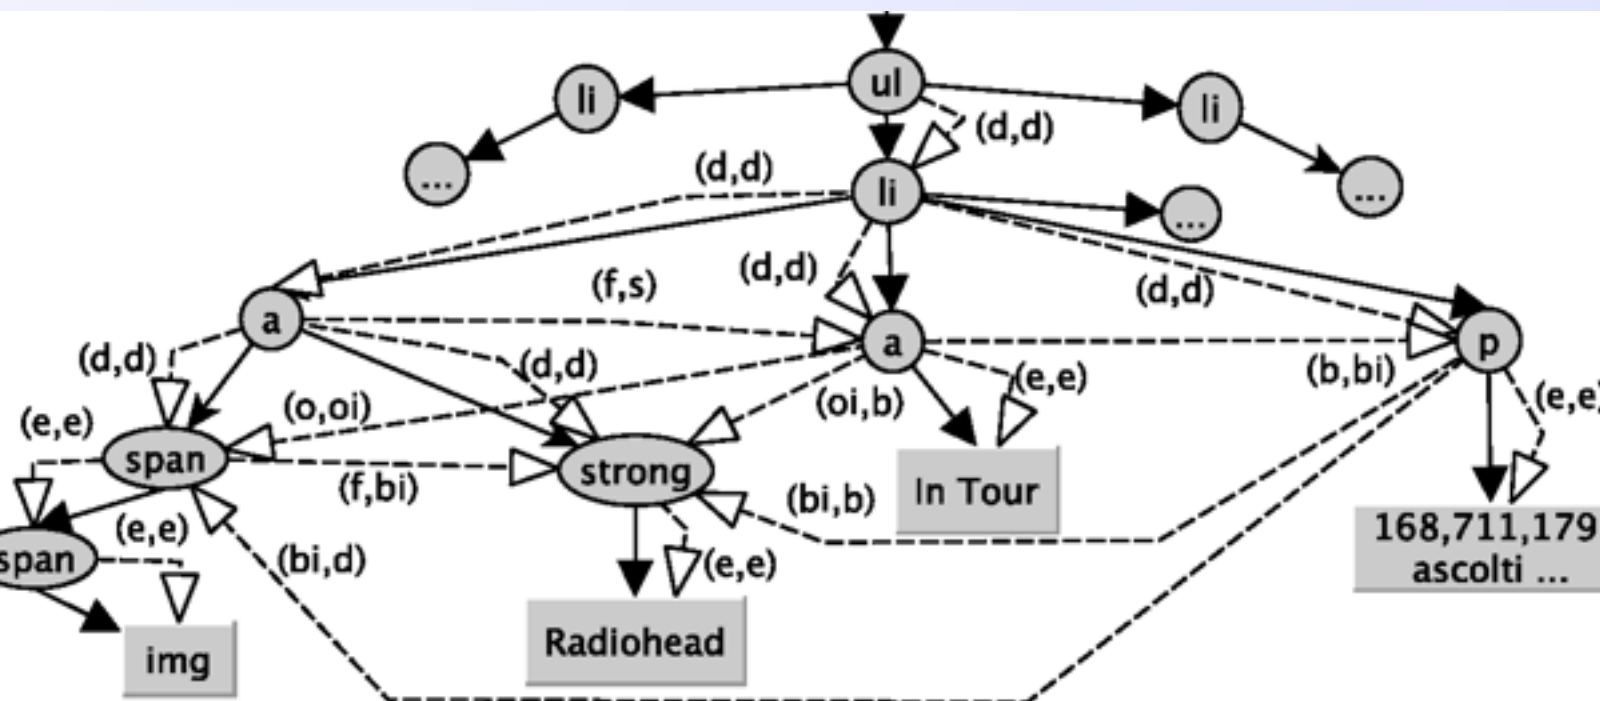 ul
li
li
(d,d)
...
(d,d)
li
...
...
(d,d)
(f,s)
(d,d)
a
a
p
(d,d)
(d,d)
(e,e)
(b,bi)
(e,e)
(o,oi)
(oi,b)
(e,e)
span
strong
(f,bi)
In Tour
(bi,b)
(e,e)
168,711,179
ascolti ...
span
(bi,d)
(e,e)
Radiohead
img